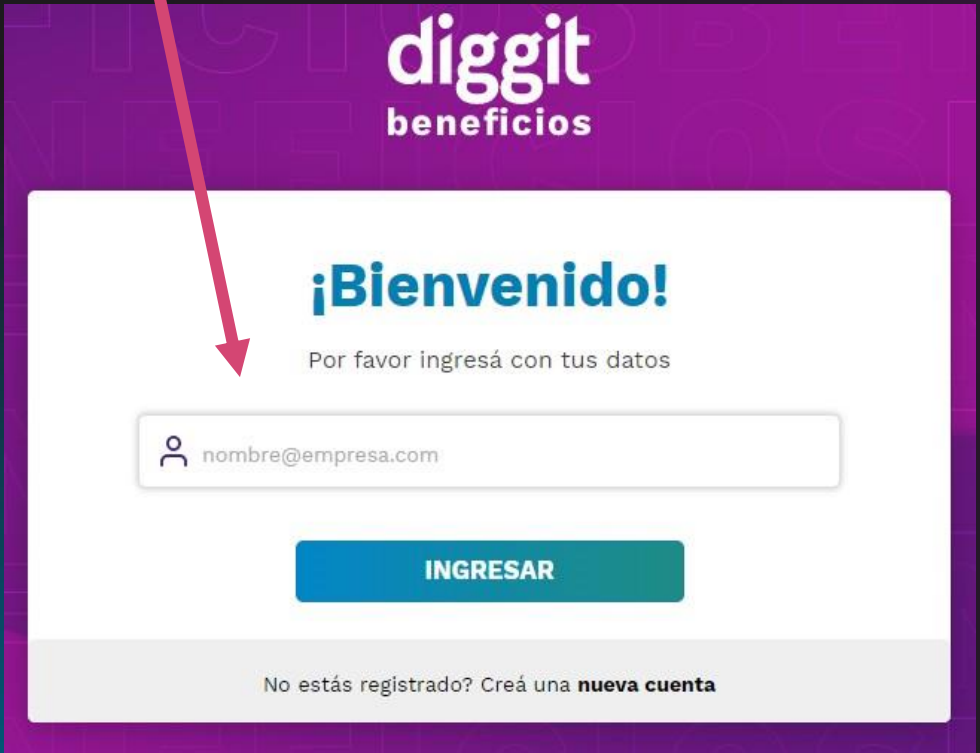 diggit
beneficios
¡Bienvenido!
Por favor ingresá con tus datos
nombre@empresa.com
INGRESAR
No estás registrado? Creá una nueva cuenta